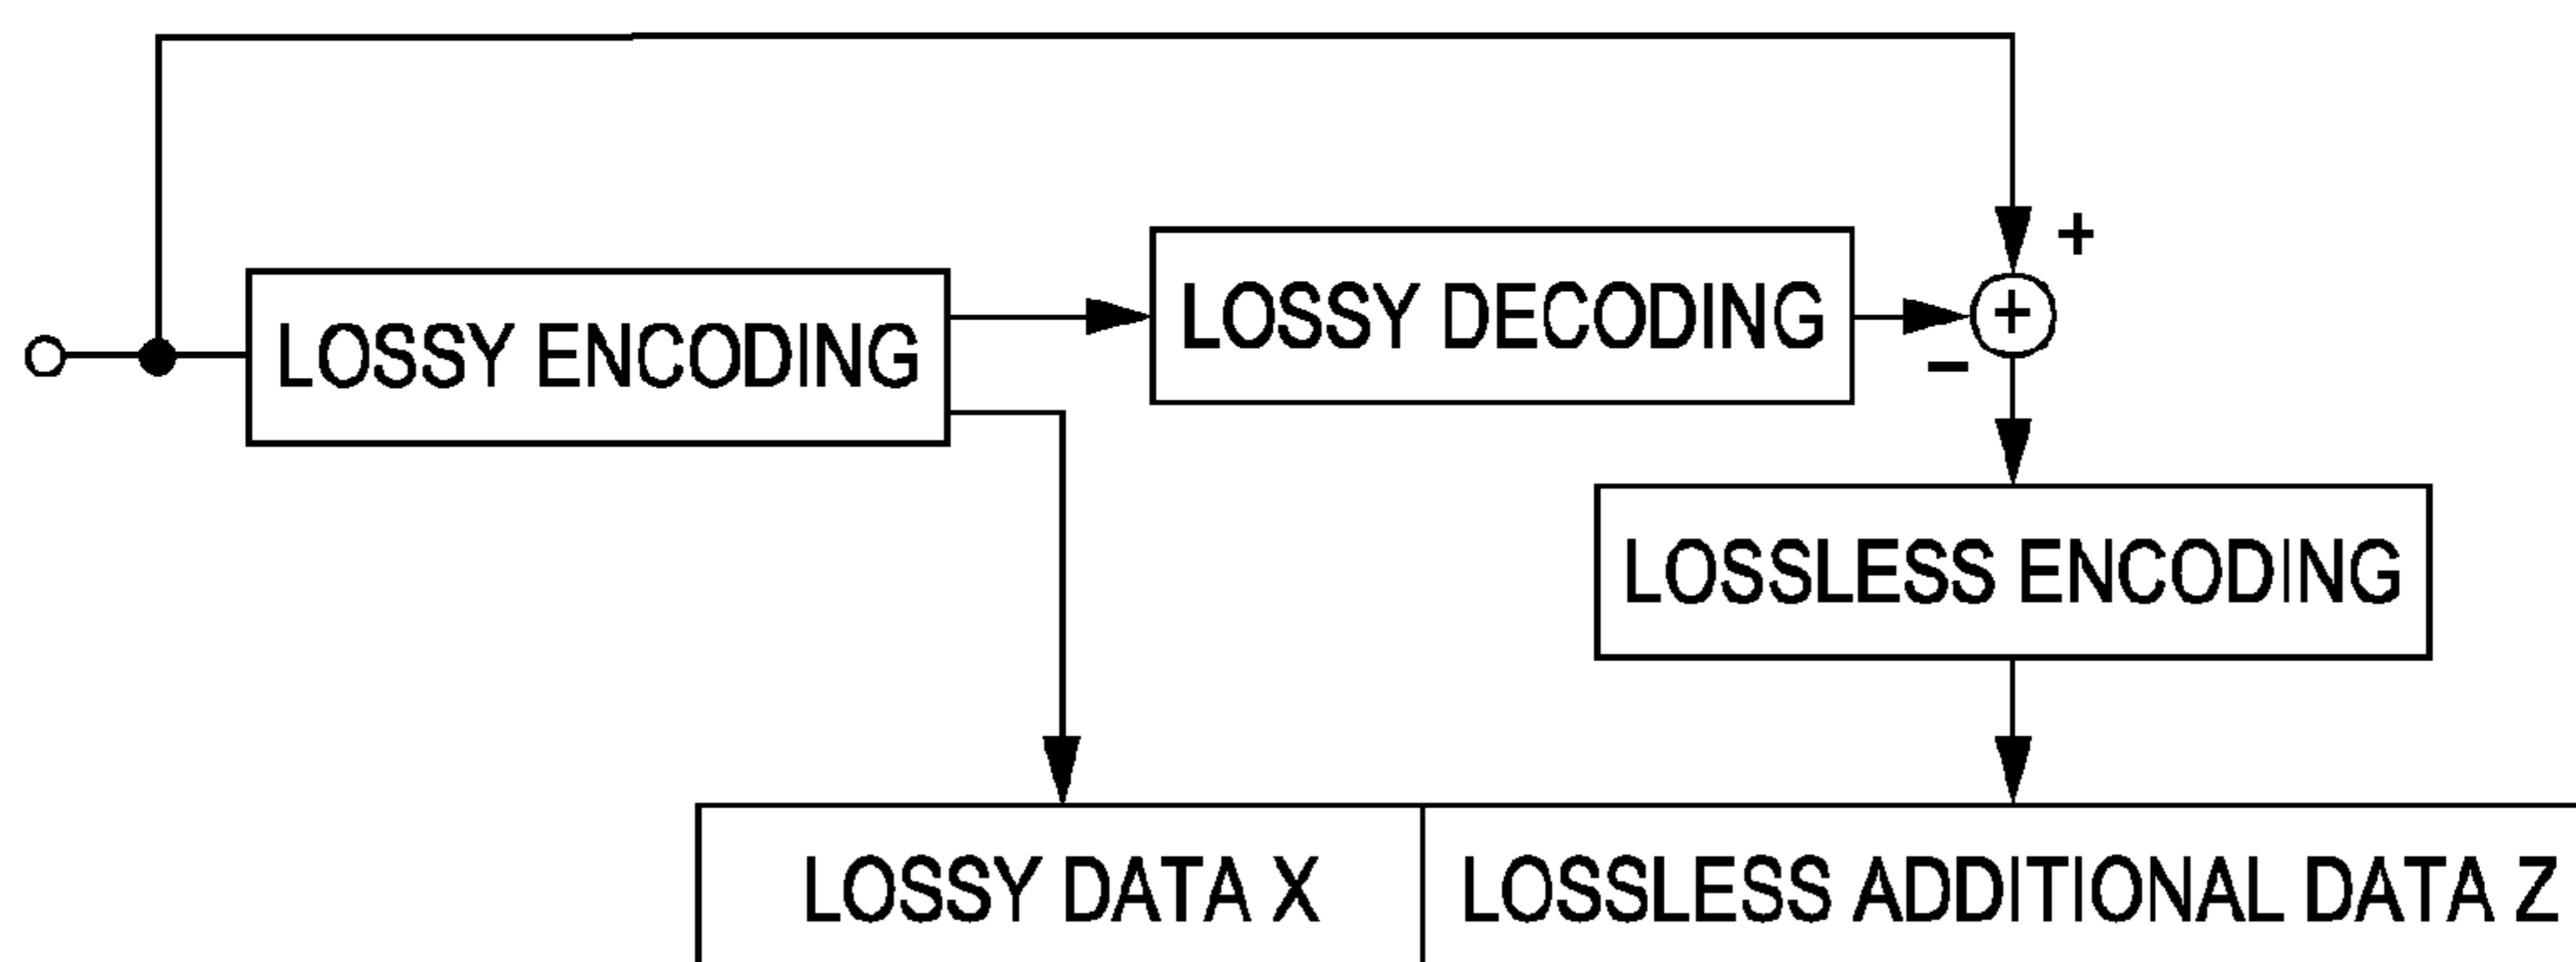 +
LOSSY ENCODING
LOSSY DECODING
+
−
LOSSLESS ENCODING
LOSSY DATA X
LOSSLESS ADDITIONAL DATA Z